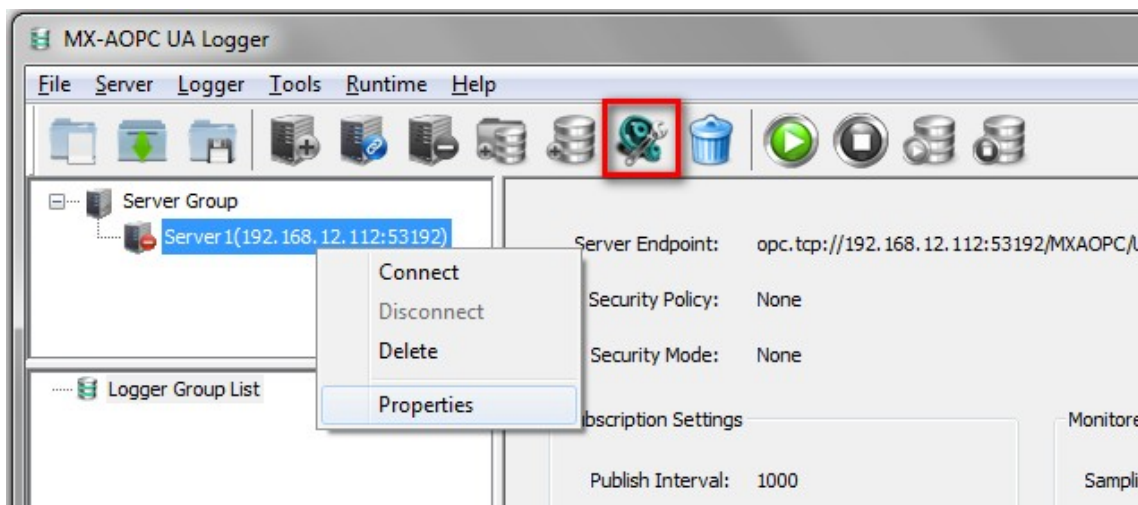 MX-AOPC UA Logger
File Server Logger Tools Runtime Help
Server Group
Server1(192.168.12.112:53192)
Server Endpoint: opc.tcp://192.168.12.112:53192/MXAOPC/
Connect
Security Policy: None
Disconnect
Delete
Security Mode: None
Logger Group List
Properties
bscription Settings
Monitore
Publish Interval: 1000
Sampli